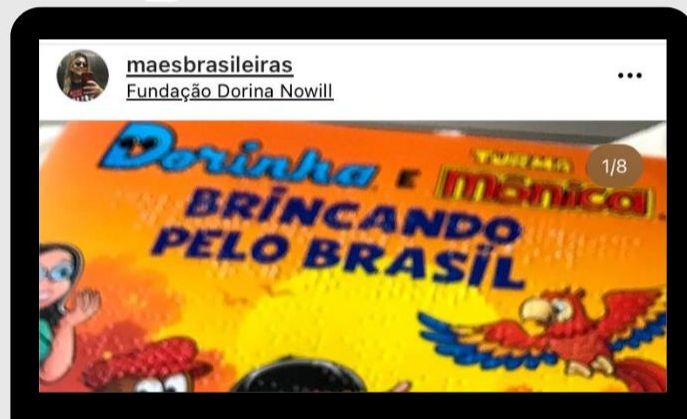 maesbrasileiras
Fundação Dorina Nowill
1/8
Dorinha E TURMA
da Mônica
BRINCANDO
PELO BRASIL